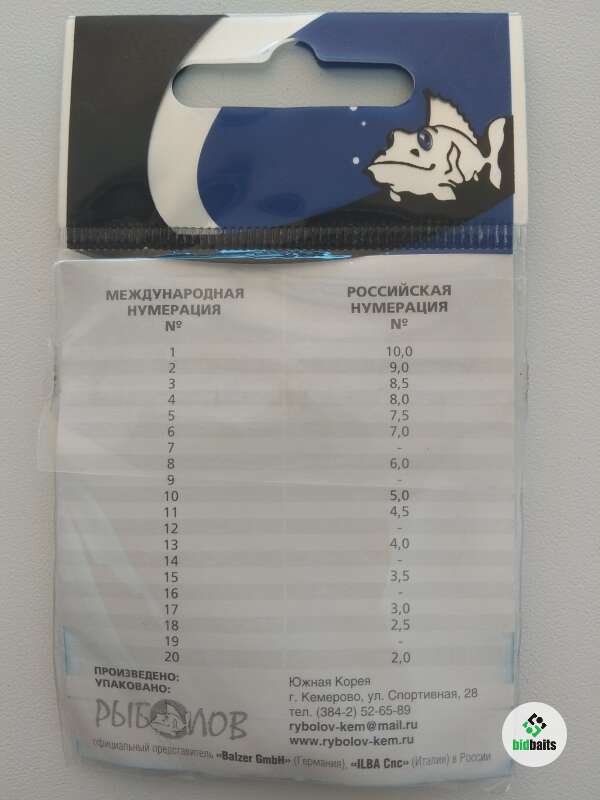 МЕЖДУНАРОДНАЯ РОССИЙСКАЯ
НУМЕРАЦИЯ НУМЕРАЦИЯ
№ №
1 10,0
2 9,0
3 8,5
4 8,0
5 7,5
6 7,0
7 -
8 6,0
9 -
10 5,0
11 4,5
12 -
13 4,0
14 -
15 3,5
16 -
17 3,0
18 2,5
19 -
20 2,0
ПРОИЗВЕДЕНО: Южная Корея
УПАКОВАНО: г. Кемерово, ул. Спортивная, 28
тел. (384-2) 52-65-89
РЫБОЛОВ rybolov-kem@mail.ru
www.rybolov-kem.ru
официальный представитель «Balzer GmbH» (Германия), «ILBA Cnc» (Италия) в России
bidbaits